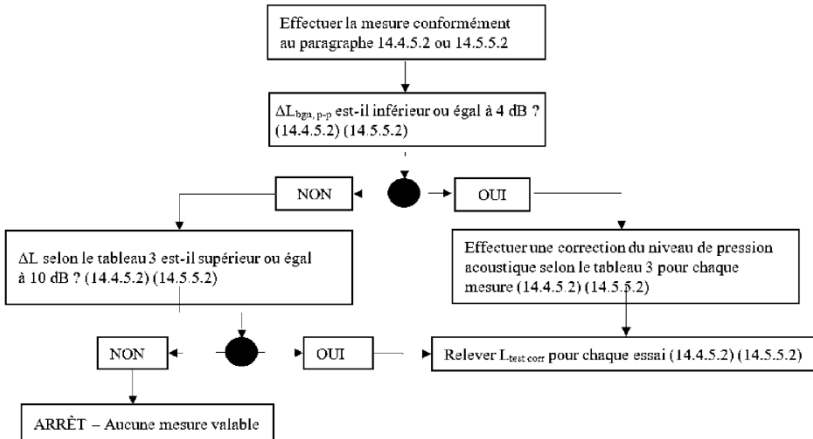 Effectuer la mesure conformément
au paragraphe 14.4.5.2 ou 14.5.5.2
ΔLbgn, p-p est-il inférieur ou égal à 4 dB ?
(14.4.5.2) (14.5.5.2)
NON
OUI
ΔL selon le tableau 3 est-il supérieur ou égal
à 10 dB ? (14.4.5.2) (14.5.5.2)
Effectuer une correction du niveau de pression
acoustique selon le tableau 3 pour chaque
mesure (14.4.5.2) (14.5.5.2)
NON
OUI
Relever Ltest corr pour chaque essai (14.4.5.2) (14.5.5.2)
ARRÊT – Aucune mesure valable